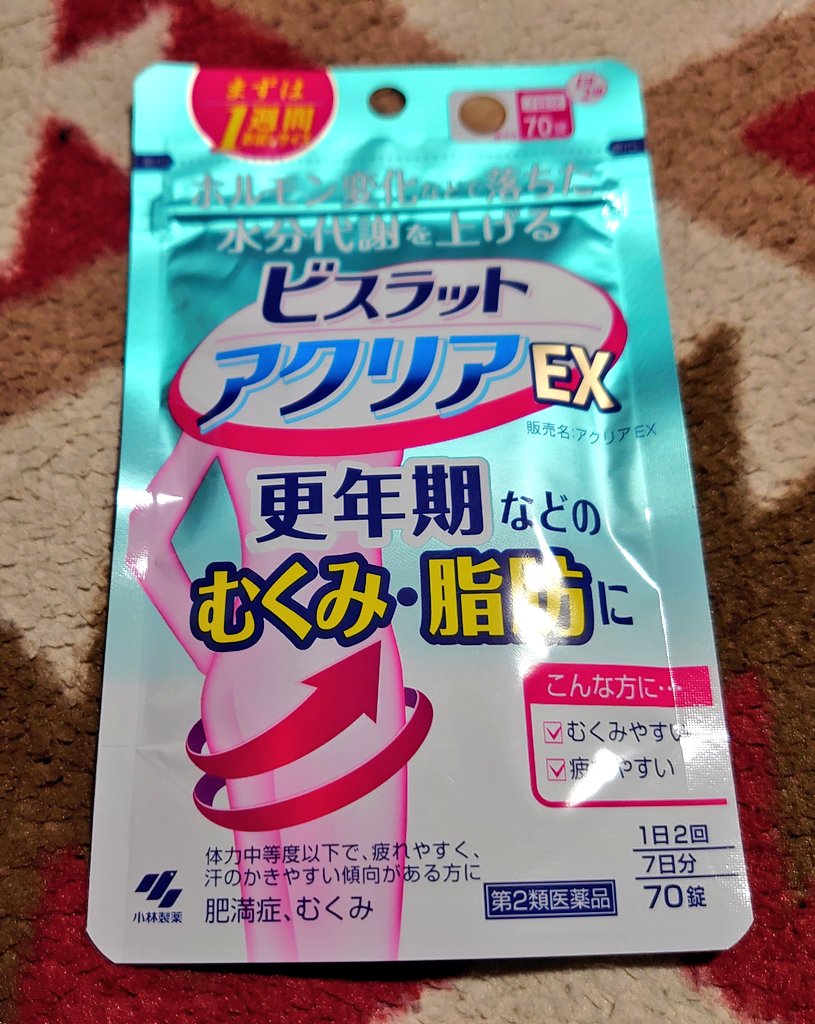 まずは
1週間
70錠
ホルモン変化などで落ちた
水分代謝を上げる
ビスラット
アクリアEX
販売名:アクリアEX
更年期などの
むくみ・脂肪に
こんな方に…
むくみやすい
疲れやすい
体力中等度以下で、疲れやすく、
汗のかきやすい傾向がある方に
肥満症、むくみ
小林製薬
第2類医薬品
1日2回
7日分
70錠